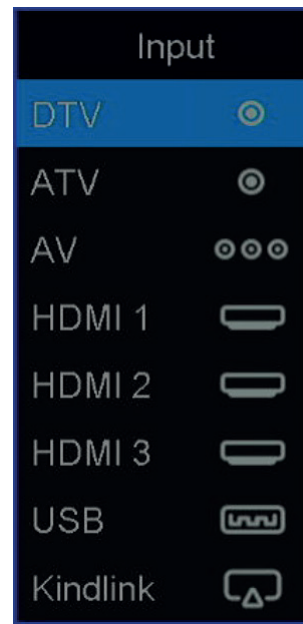 Input
DTV
ATV
AV
HDMI 1
HDMI 2
HDMI 3
USB
Kindlink